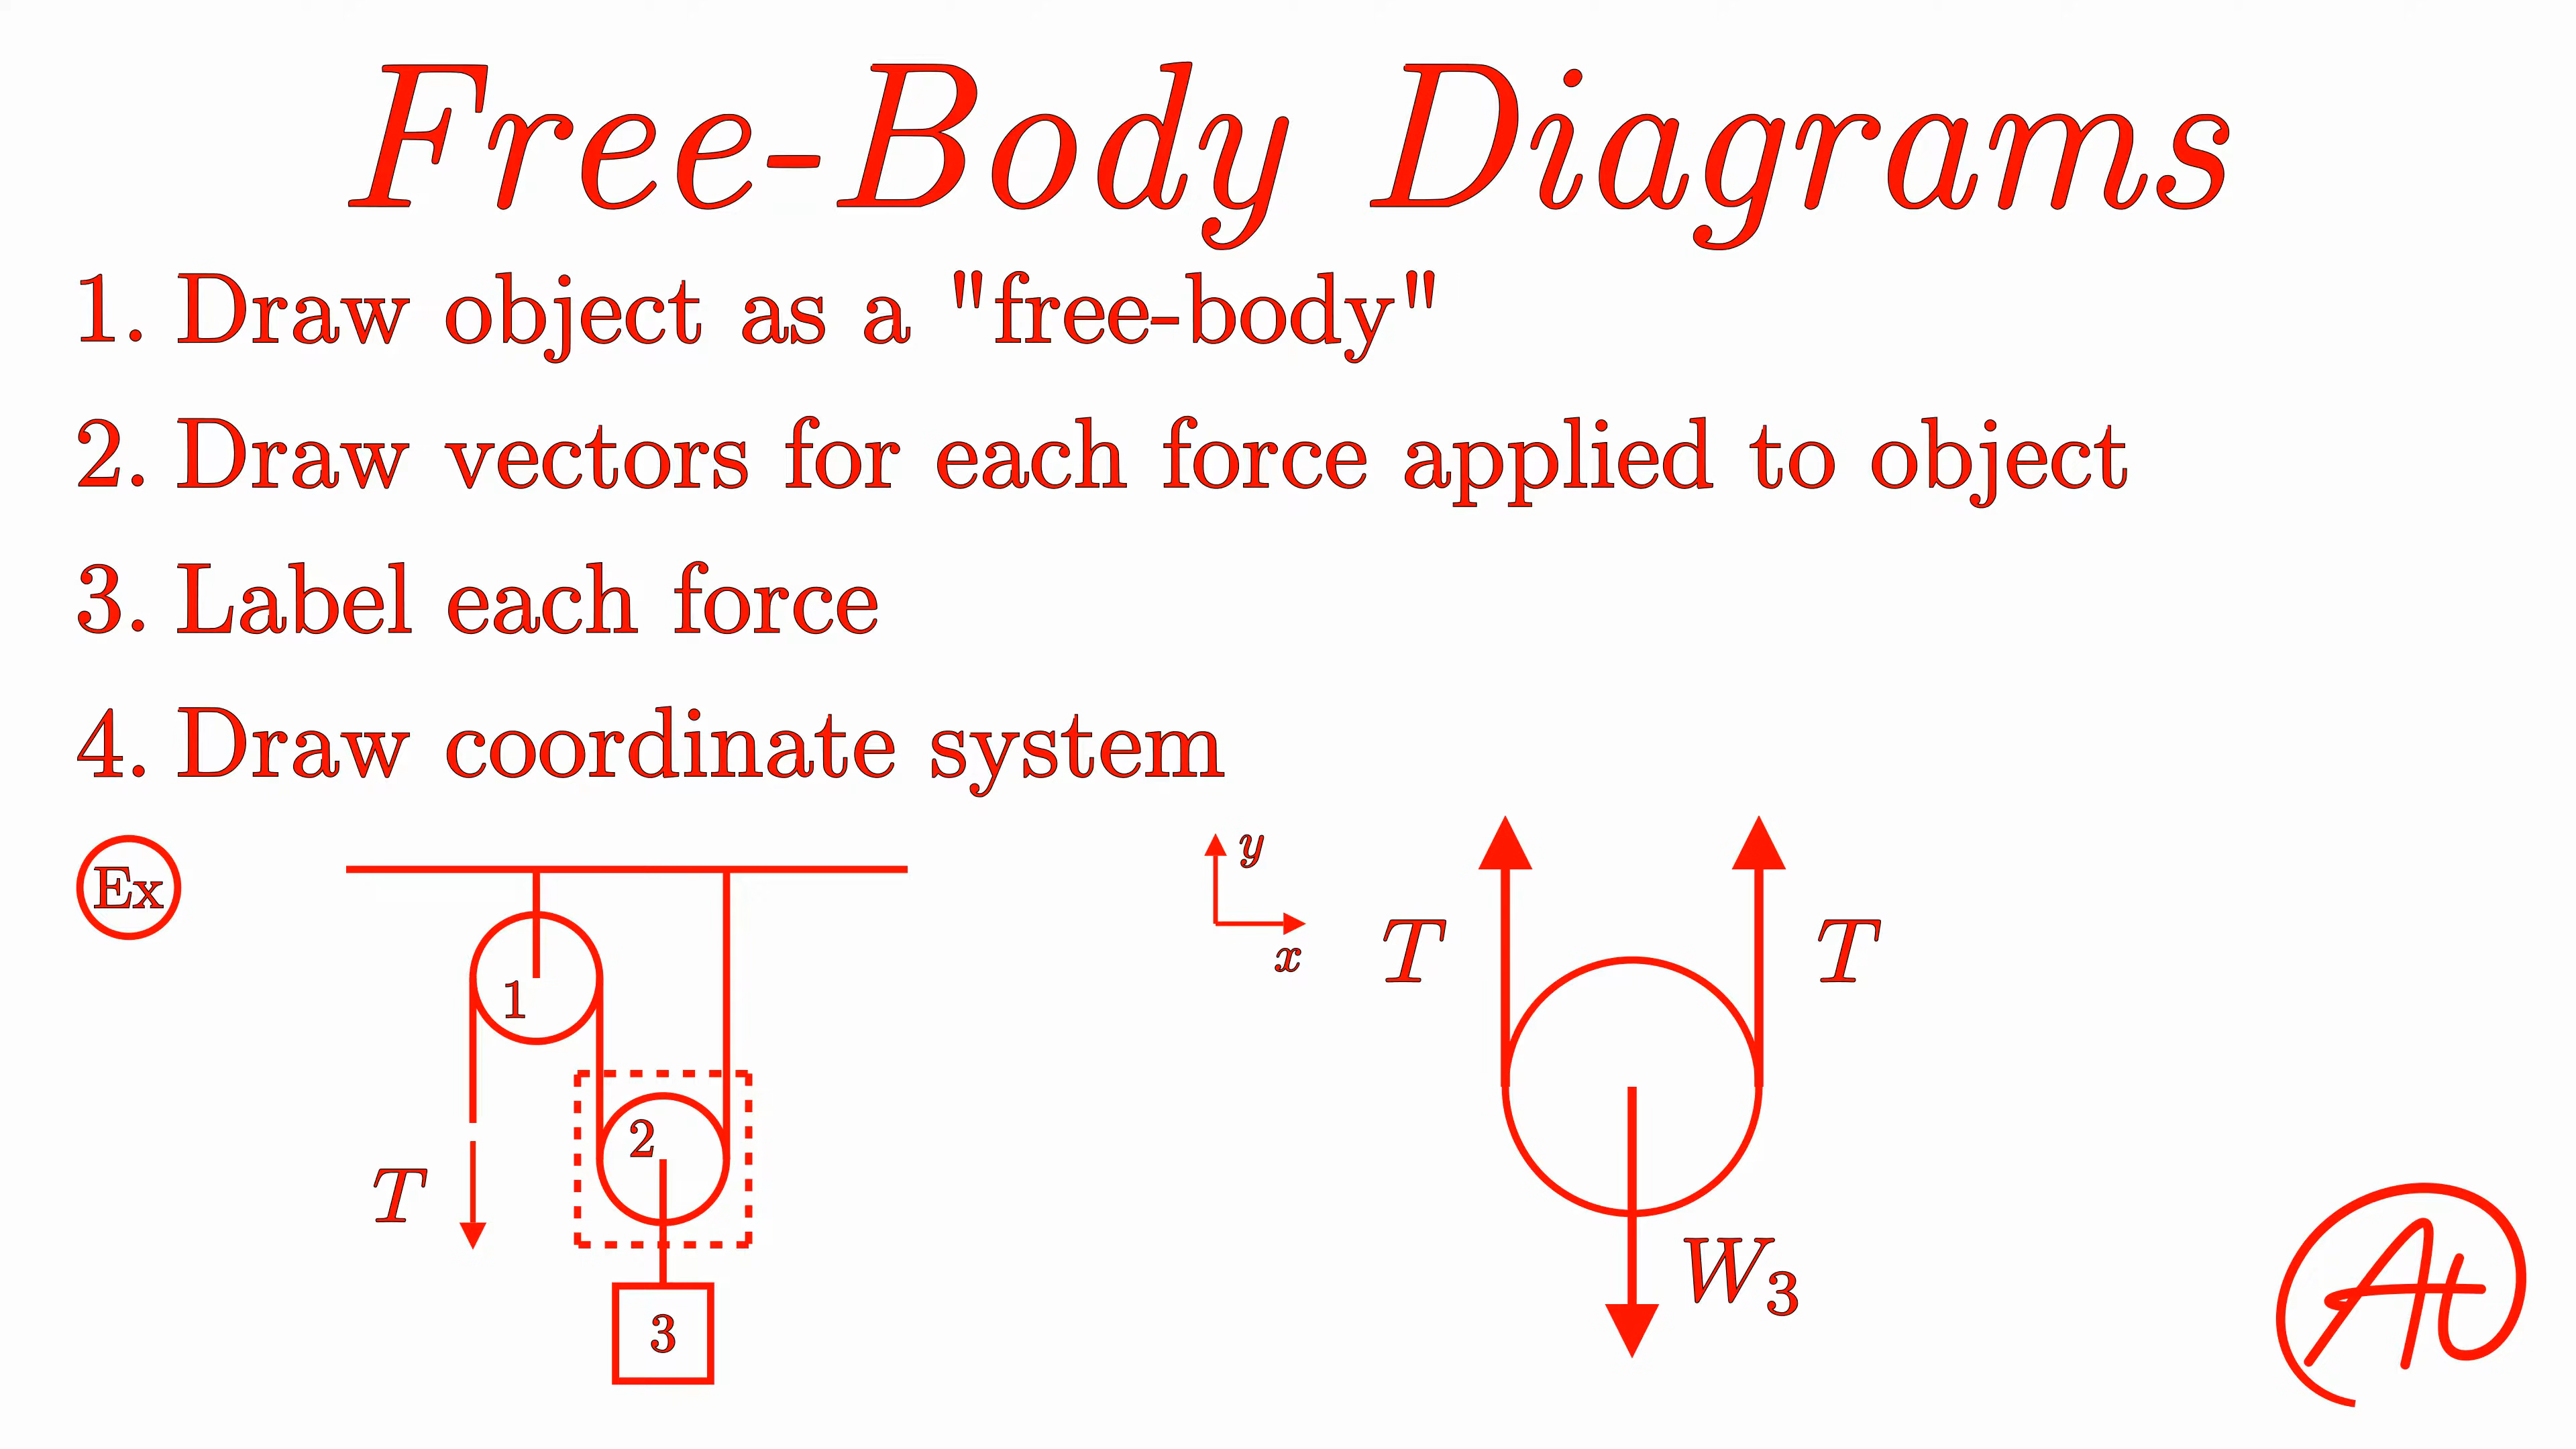 Free-Body Diagrams
1. Draw object as a "free-body"
2. Draw vectors for each force applied to object
3. Label each force
4. Draw coordinate system
Ex
1
2
3
T
y
x
T
T
W₃
At